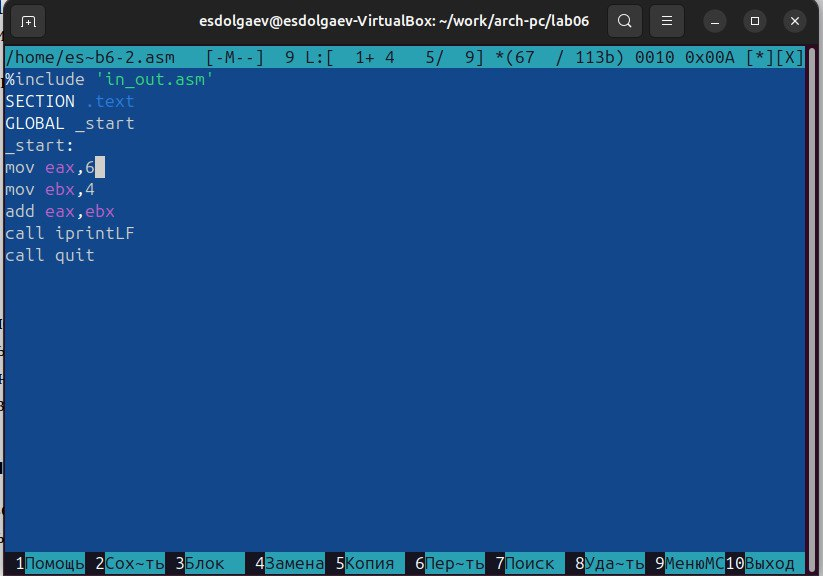 esdolgaev@esdolgaev-VirtualBox: ~/work/arch-pc/lab06
/home/es~b6-2.asm   [-M--]  9 L:[  1+ 4   5/  9] *(67  / 113b) 0010 0x00A [*][X]
%include 'in_out.asm'
SECTION .text
GLOBAL _start
_start:
mov eax,6
mov ebx,4
add eax,ebx
call iprintLF
call quit
1Помощь 2Сох~ть 3Блок 4Замена 5Копия 6Пер~ть 7Поиск 8Уда~ть 9МенюMC 10Выход